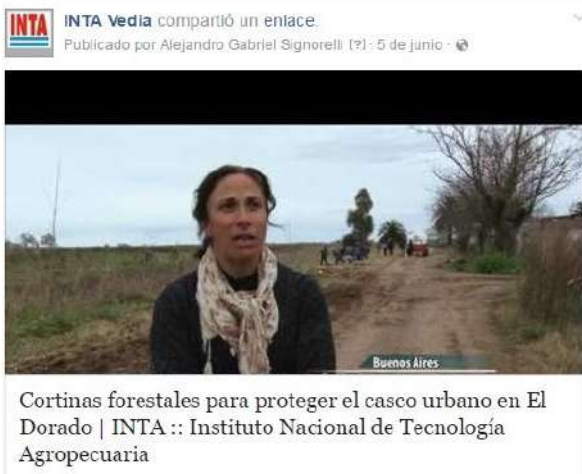 INTA
INTA Vedia compartió un enlace.
Publicado por Alejandro Gabriel Signorelli [?] · 5 de junio ·
Buenos Aires
Cortinas forestales para proteger el casco urbano en El
Dorado | INTA :: Instituto Nacional de Tecnología
Agropecuaria